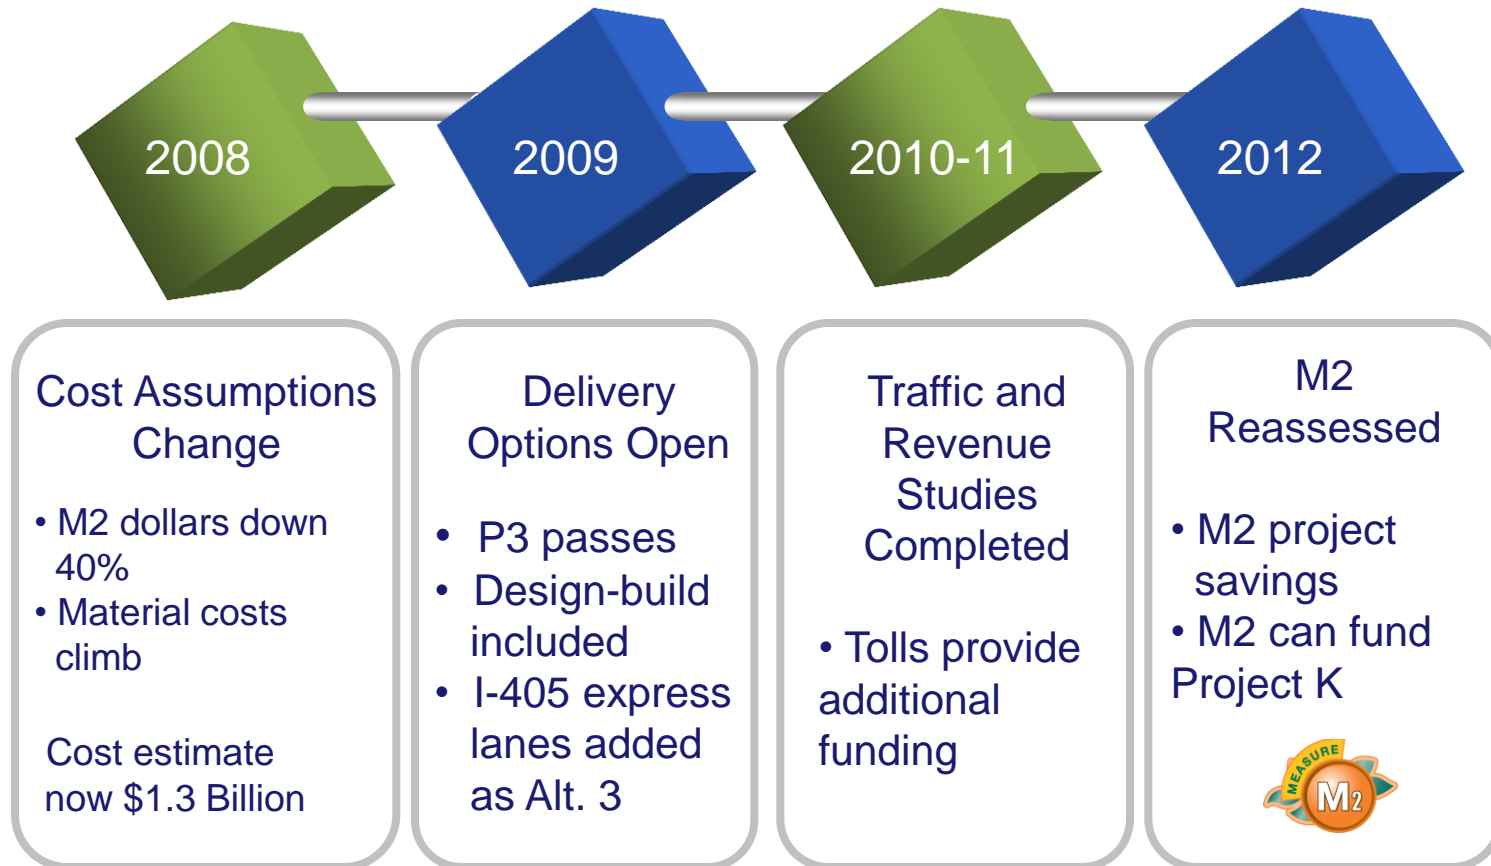 2008
2009
2010-11
2012
Cost Assumptions
Change
• M2 dollars down
40%
• Material costs
climb
Cost estimate
now $1.3 Billion
Delivery
Options Open
• P3 passes
• Design-build
included
• I-405 express
lanes added
as Alt. 3
Traffic and
Revenue
Studies
Completed
• Tolls provide
additional
funding
M2
Reassessed
• M2 project
savings
• M2 can fund
Project K
MEASURE
M2